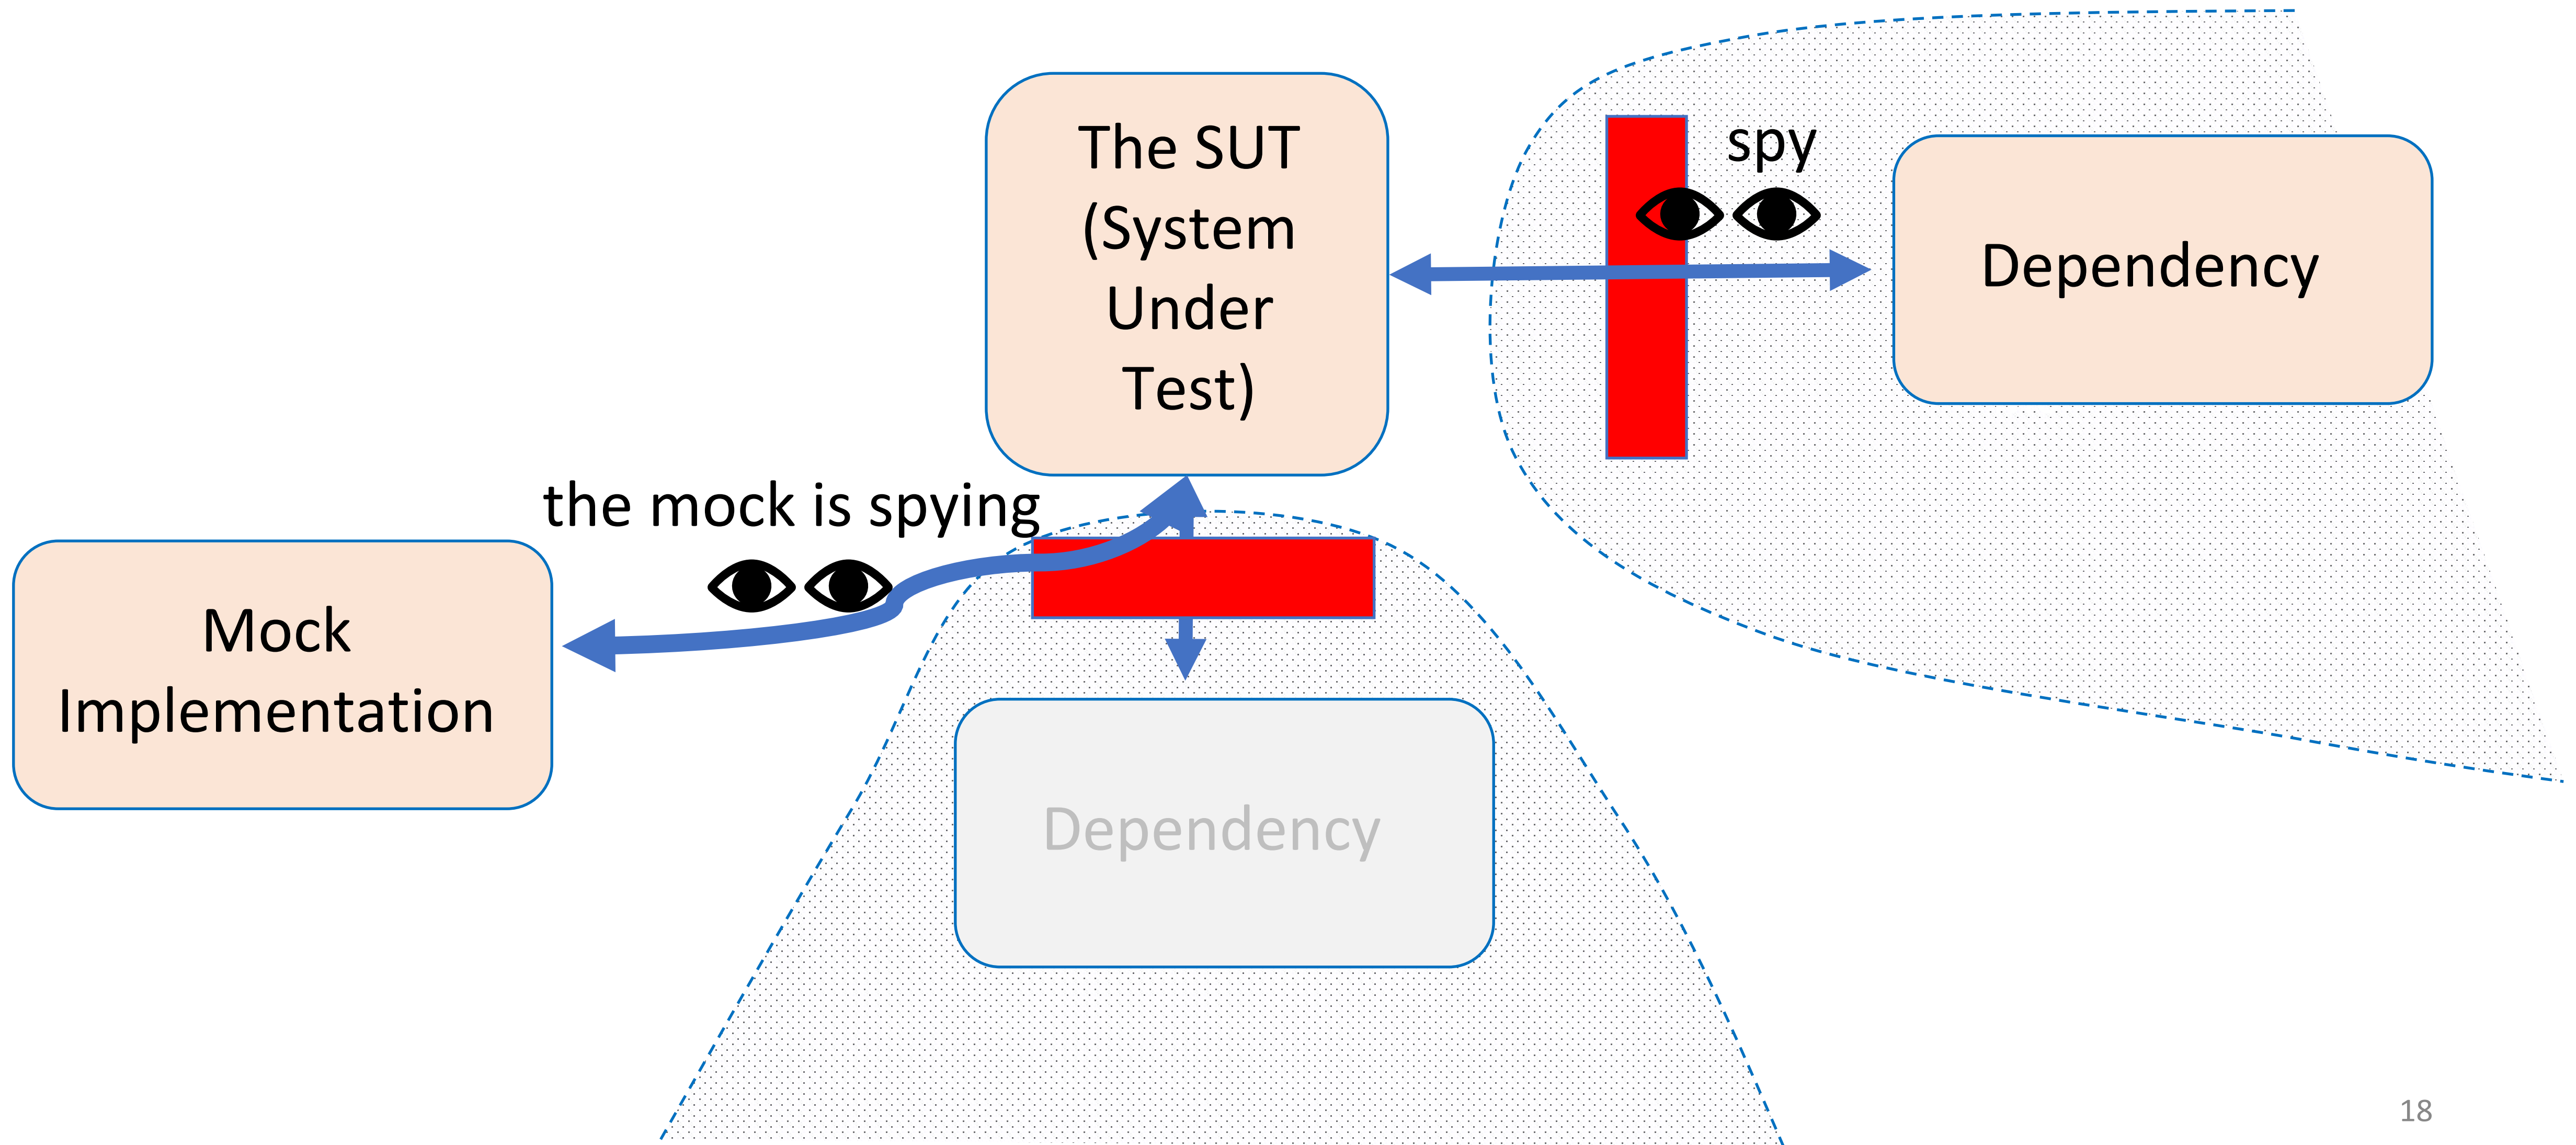 The SUT
(System
Under
Test)
spy
Dependency
the mock is spying
Mock
Implementation
Dependency
18